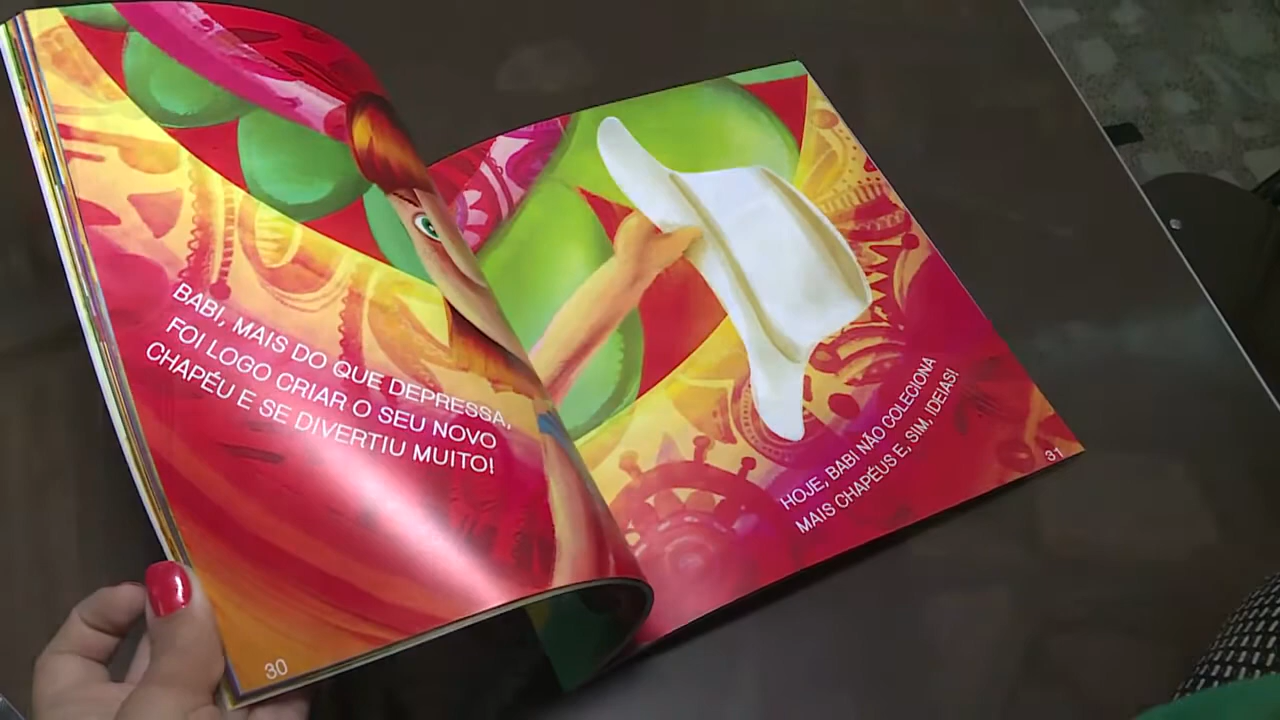 BABI, MAIS DO QUE DEPRESSA,
FOI LOGO CRIAR O SEU NOVO
CHAPÉU E SE DIVERTIU MUITO!
30
HOJE, BABI NÃO COLECIONA
MAIS CHAPÉUS E, SIM, IDEIAS!
31